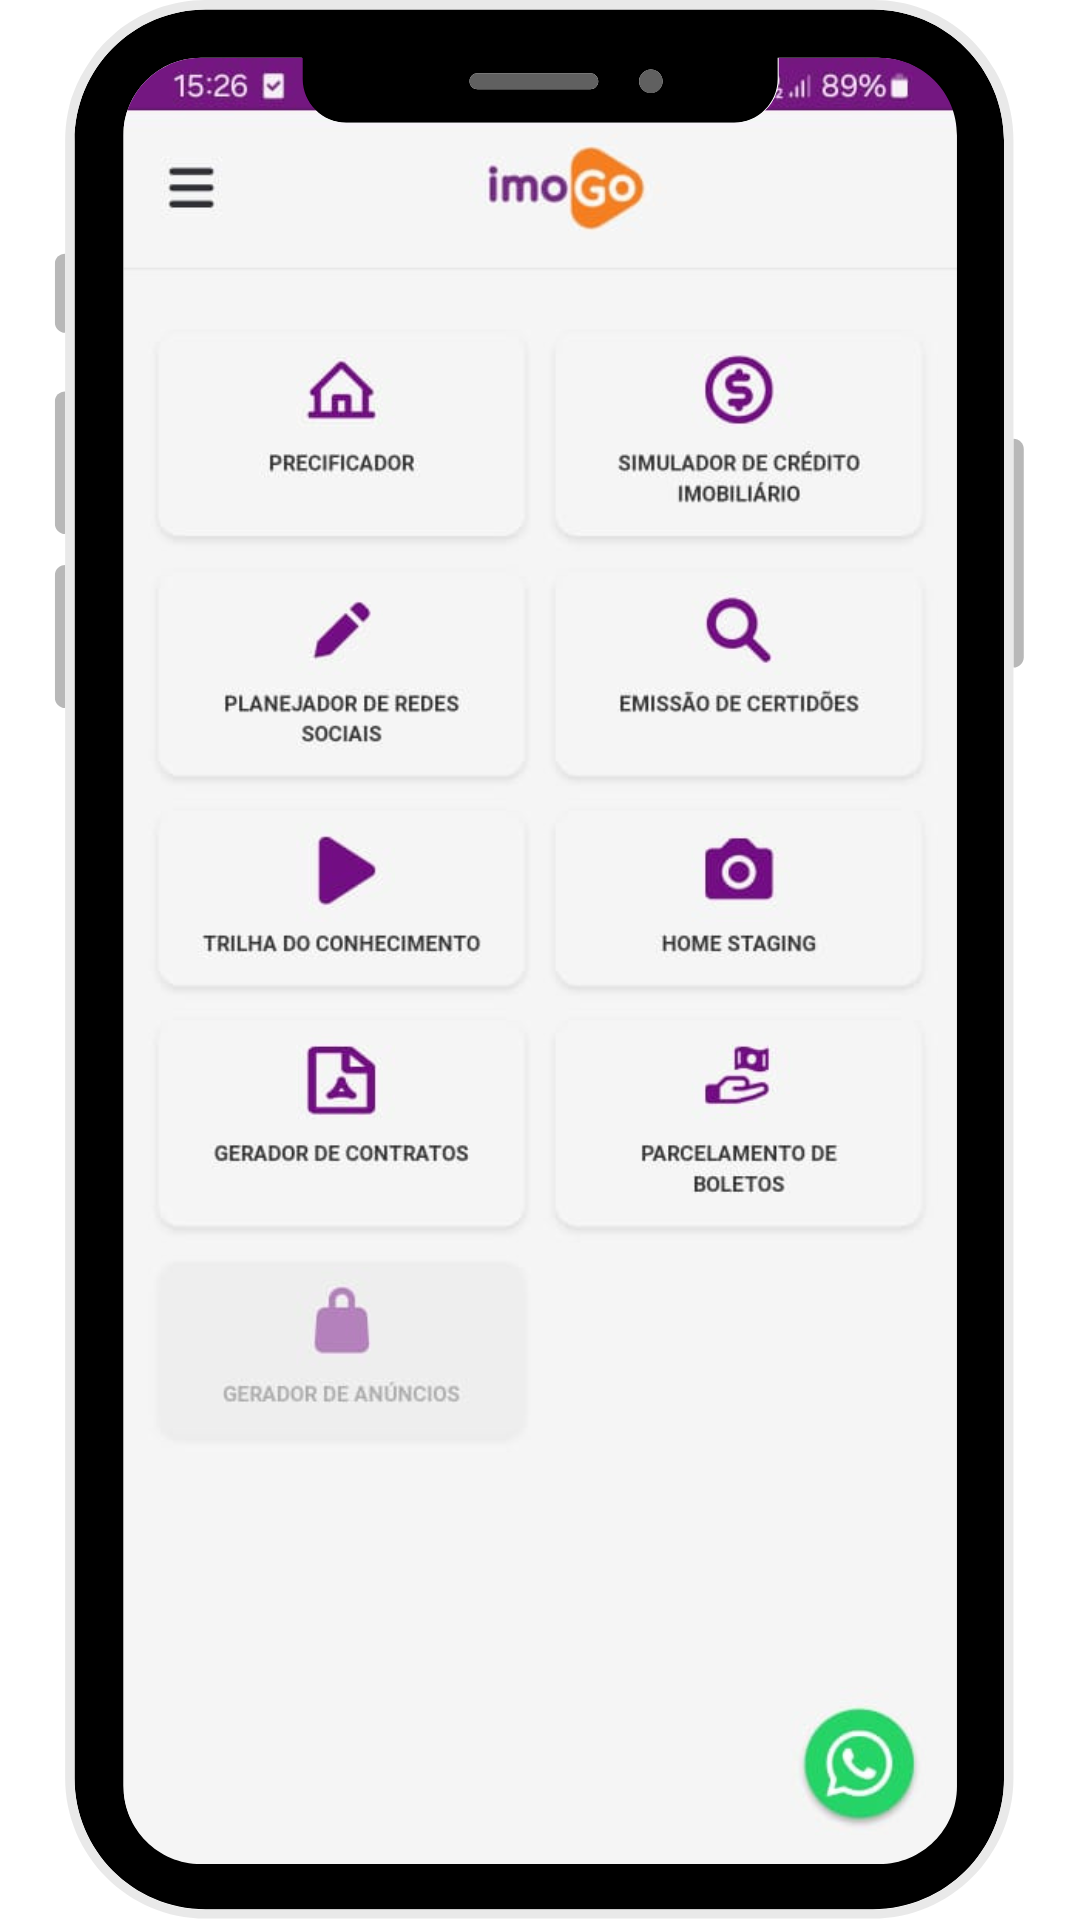 15:26
89%
imoGo
PRECIFICADOR
SIMULADOR DE CRÉDITO
IMOBILIÁRIO
PLANEJADOR DE REDES
SOCIAIS
EMISSÃO DE CERTIDÕES
TRILHA DO CONHECIMENTO
HOME STAGING
GERADOR DE CONTRATOS
PARCELAMENTO DE
BOLETOS
GERADOR DE ANÚNCIOS